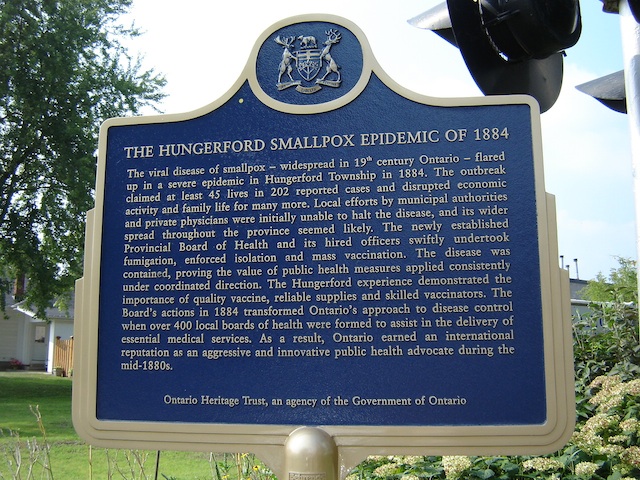 THE HUNGERFORD SMALLPOX EPIDEMIC OF 1884
The viral disease of smallpox – widespread in 19th century Ontario – flared
up in a severe epidemic in Hungerford Township in 1884. The outbreak
claimed at least 45 lives in 202 reported cases and disrupted economic
activity and family life for many more. Local efforts by municipal authorities
and private physicians were initially unable to halt the disease, and its wider
spread throughout the province seemed likely. The newly established
Provincial Board of Health and its hired officers swiftly undertook
fumigation, enforced isolation and mass vaccination. The disease was
contained, proving the value of public health measures applied consistently
under coordinated direction. The Hungerford experience demonstrated the
importance of quality vaccine, reliable supplies and skilled vaccinators. The
Board's actions in 1884 transformed Ontario's approach to disease control
when over 400 local boards of health were formed to assist in the delivery of
essential medical services. As a result, Ontario earned an international
reputation as an aggressive and innovative public health advocate during the
mid-1880s.
Ontario Heritage Trust, an agency of the Government of Ontario